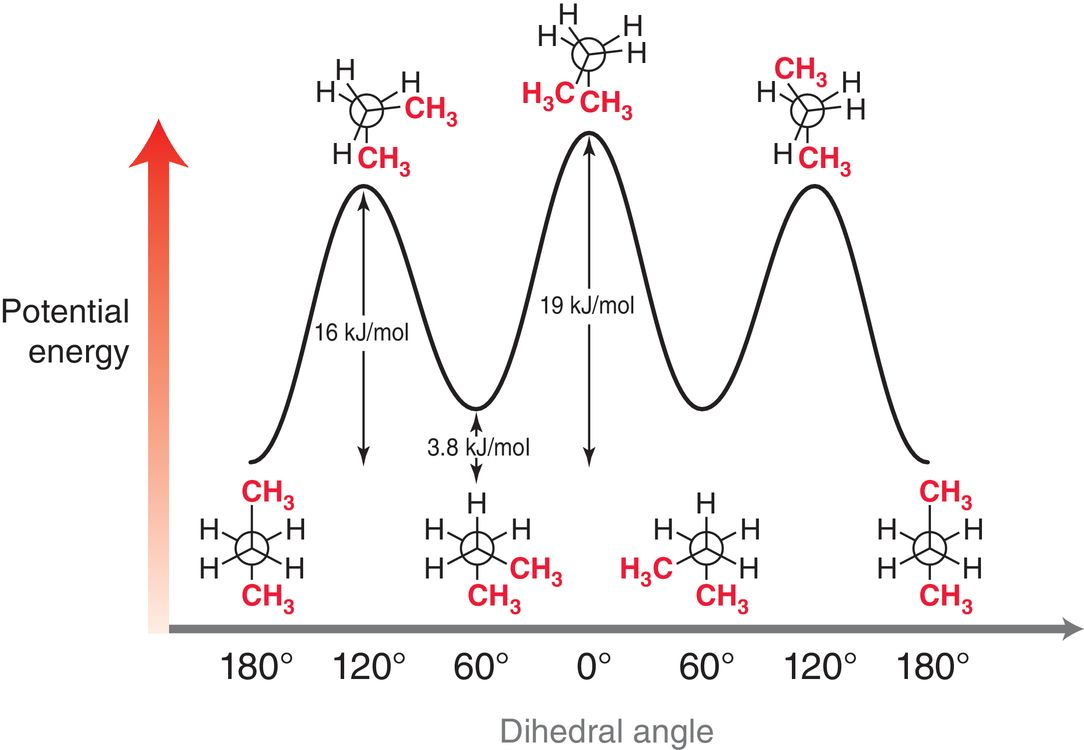 H
H
H
H
H₃C
CH₃
H
H
H
CH₃
H
CH₃
CH₃
H
H
H
H
CH₃
Potential
energy
16 kJ/mol
19 kJ/mol
3.8 kJ/mol
CH₃
H
H
H
H
CH₃
H
H
H
H
CH₃
CH₃
H
H
H
H₃C
H
CH₃
CH₃
H
H
H
H
CH₃
180° 120° 60° 0° 60° 120° 180°
Dihedral angle